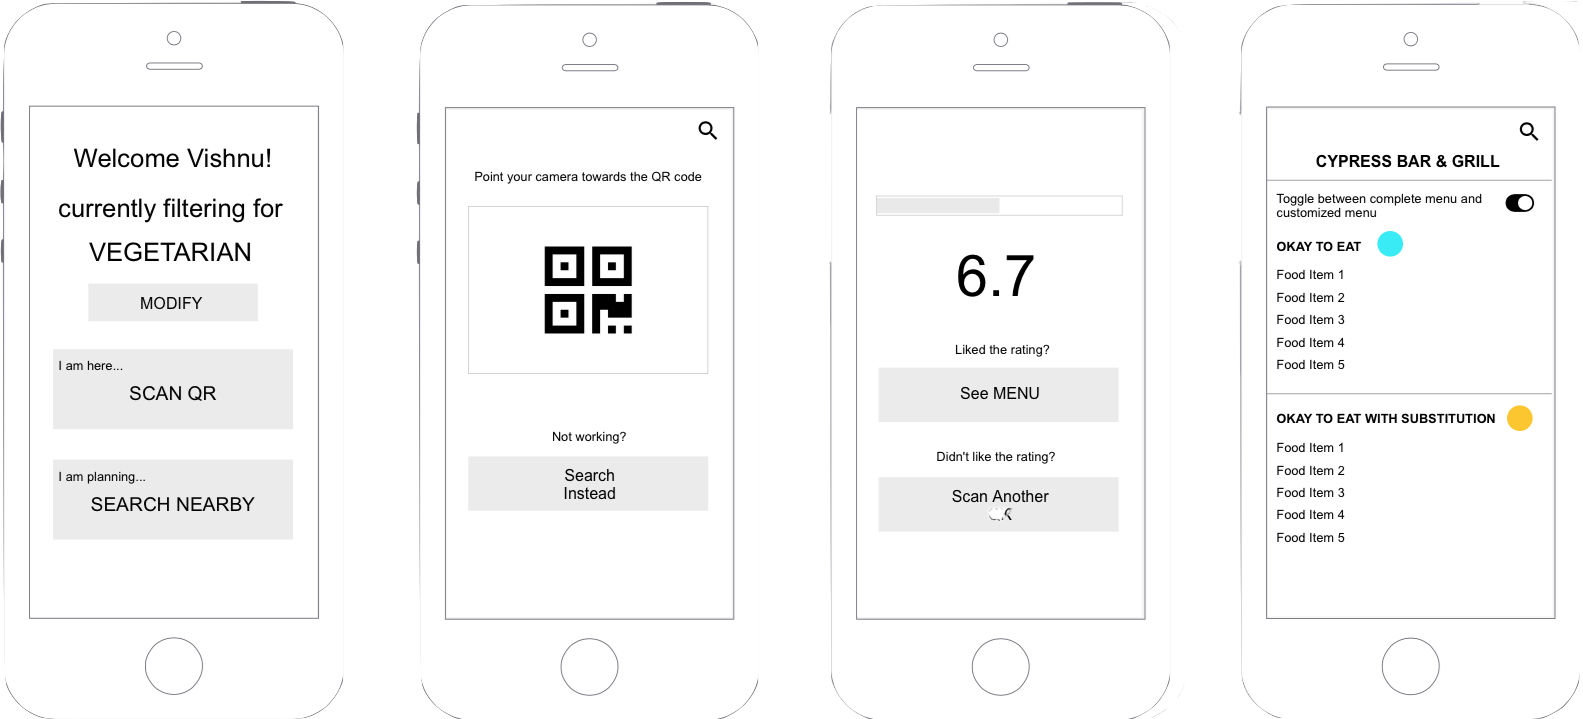 Welcome Vishnu!
currently filtering for
VEGETARIAN
MODIFY
I am here...
SCAN QR
I am planning...
SEARCH NEARBY
Point your camera towards the QR code
Not working?
Search
Instead
6.7
Liked the rating?
See MENU
Didn't like the rating?
Scan Another
CYPRESS BAR & GRILL
Toggle between complete menu and
customized menu
OKAY TO EAT
Food Item 1
Food Item 2
Food Item 3
Food Item 4
Food Item 5
OKAY TO EAT WITH SUBSTITUTION
Food Item 1
Food Item 2
Food Item 3
Food Item 4
Food Item 5